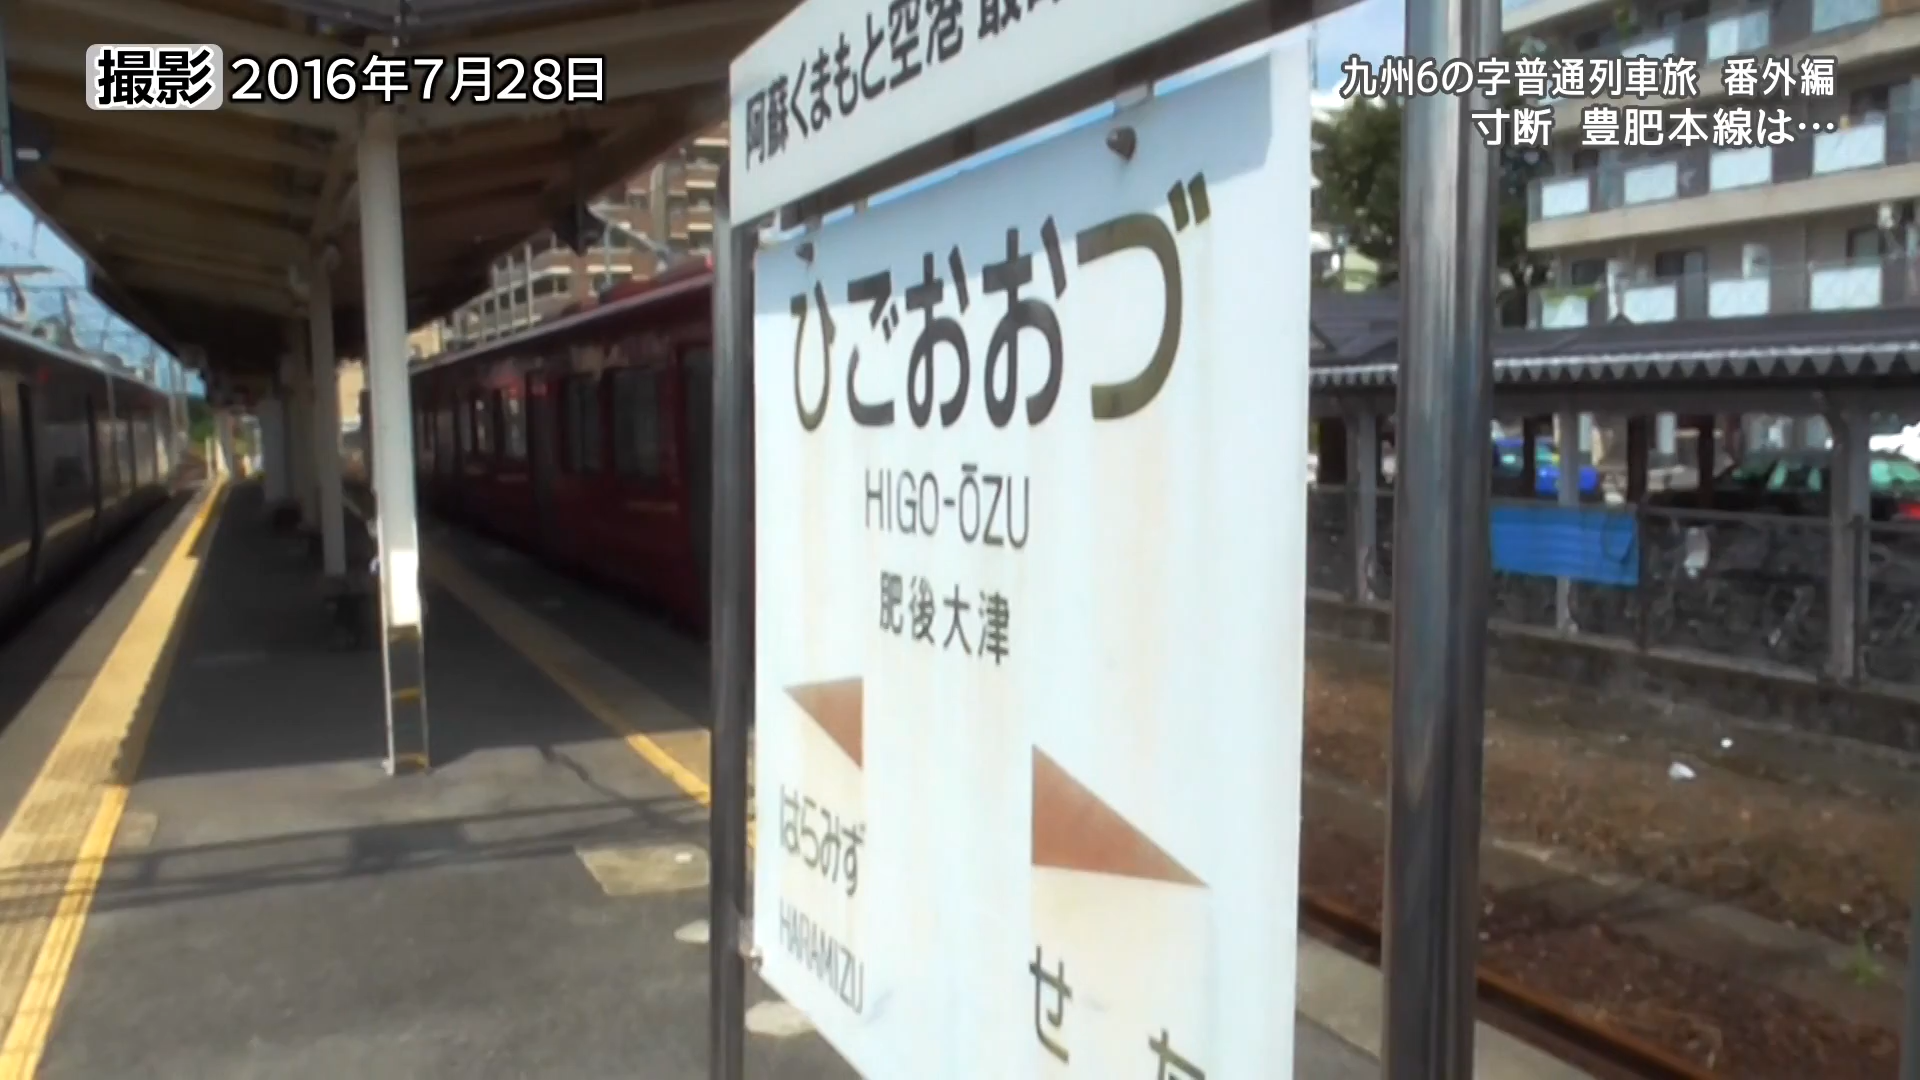 撮影 2016年7月28日
九州6の字普通列車旅 番外編
寸断 豊肥本線は…
阿蘇くまもと空港 最
ひごおおづ
HIGO-ŌZU
肥後大津
はらみず
HARAMIZU
せ